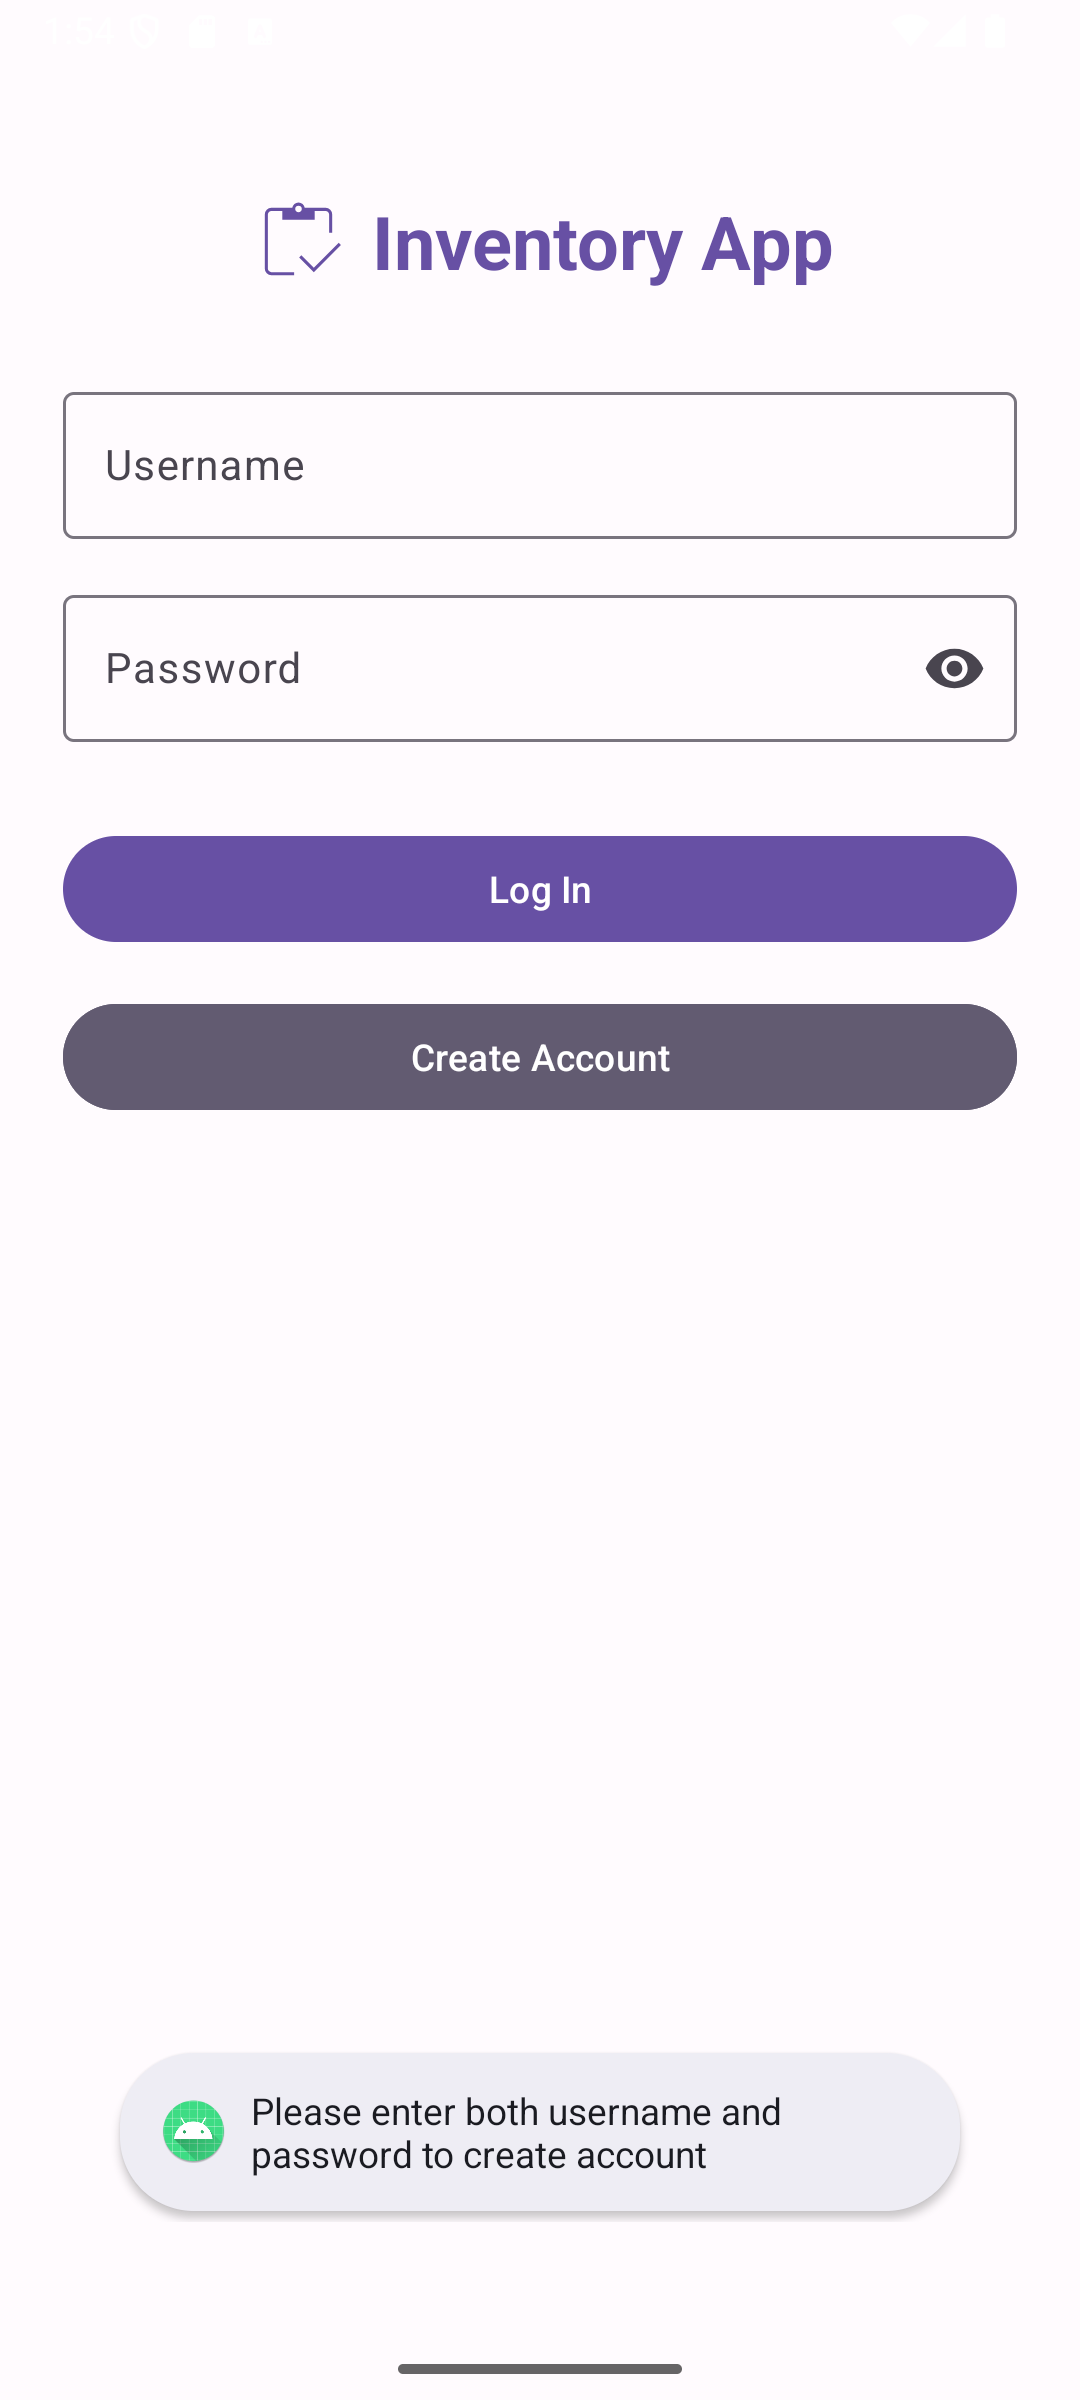 Inventory App
Username
Password
Log In
Create Account
Please enter both username and
password to create account